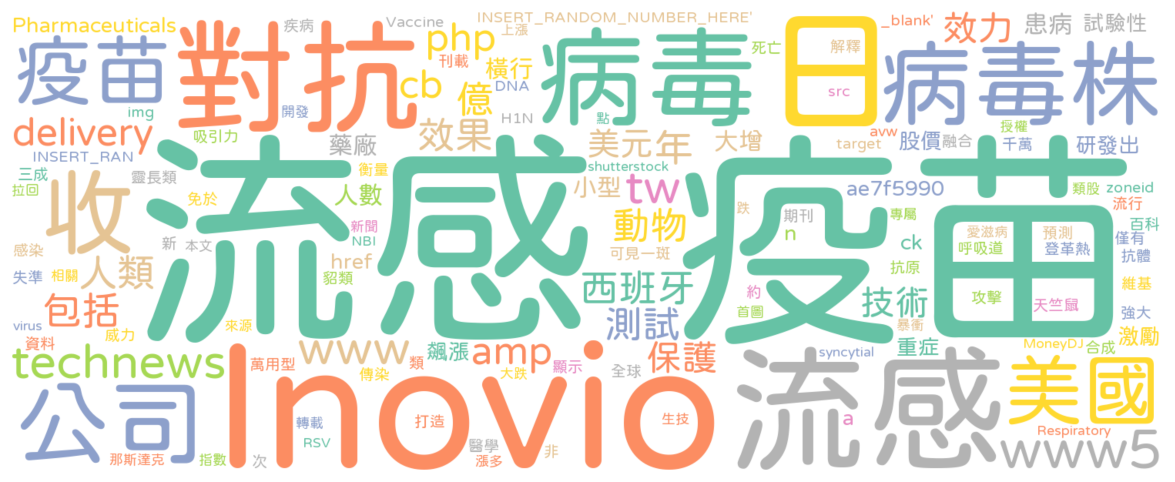 Pharmaceuticals 疾病 Vaccine INSERT_RANDOM_NUMBER_HERE' _blank' 效力 患病 試驗性
上漲
疫苗 對抗 php 刊載 橫行 病毒 死亡 日 解釋 病毒株
cb 億 DNA src
img 開發 H1N 點 授權
delivery 吸引力 藥廠 效果 美元 年 大增 avw 股價 融合 千萬 研發出
INSERT_RAN target
三成 靈長類 衡量 shutterstock
拉回 收 免於 人數 小型 tw ae7f5990 類股 zoneid
流感疫苗
新聞 動物 跌 期刊 專屬 愛滋病 預測 流行
感染 新 本文 NBI 可見一斑 n ck 呼吸道 登革熱 僅有 百科
失準 相關 人類 貂類 href 西班牙 抗原 抗體
維基
包括 來源 測試 約 技術 攻擊 天竺鼠 強大
virus 資料 威力 首圖 暴衝 激勵
technews 萬用型 www 飆漲 amp 保護 syncytial 重症 MoneyDJ 合成
傳染 類 大跌 顯示 全球
公司 Inovio 流感 美國
轉載 打造 生技 a
RSV 醫學 Respiratory
那斯達克 指數 次 漲多 非 www5